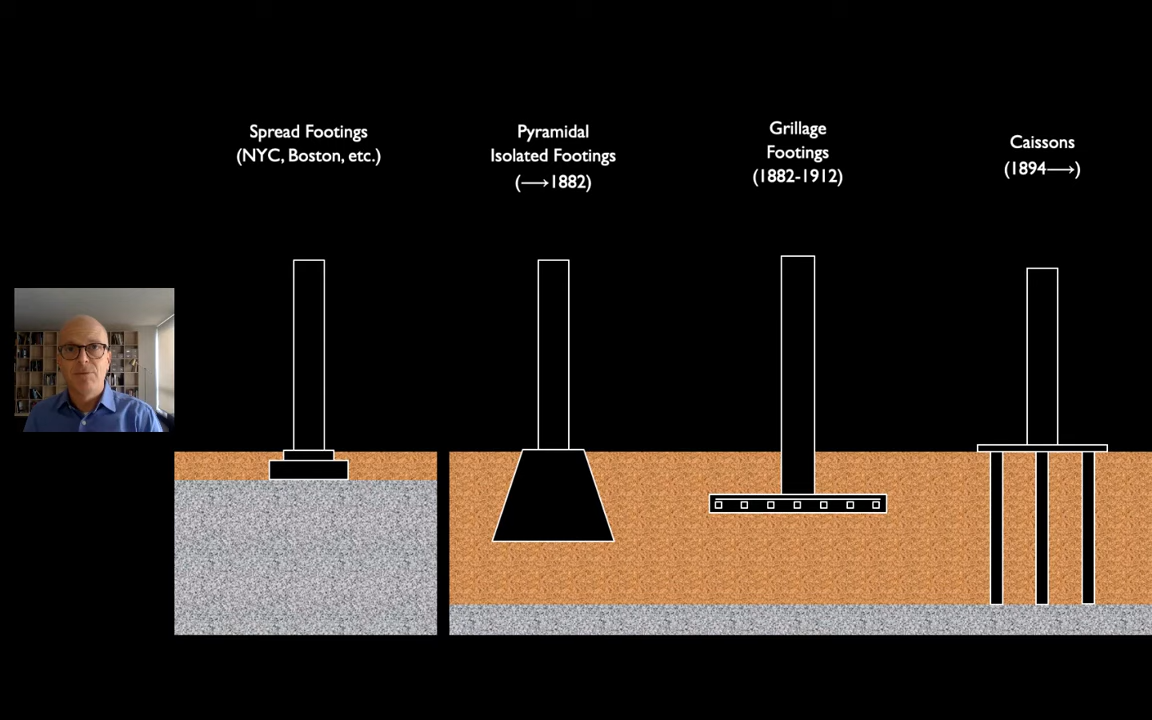 Spread Footings
(NYC, Boston, etc.)
Pyramidal
Isolated Footings
(⟶1882)
Grillage
Footings
(1882-1912)
Caissons
(1894⟶)